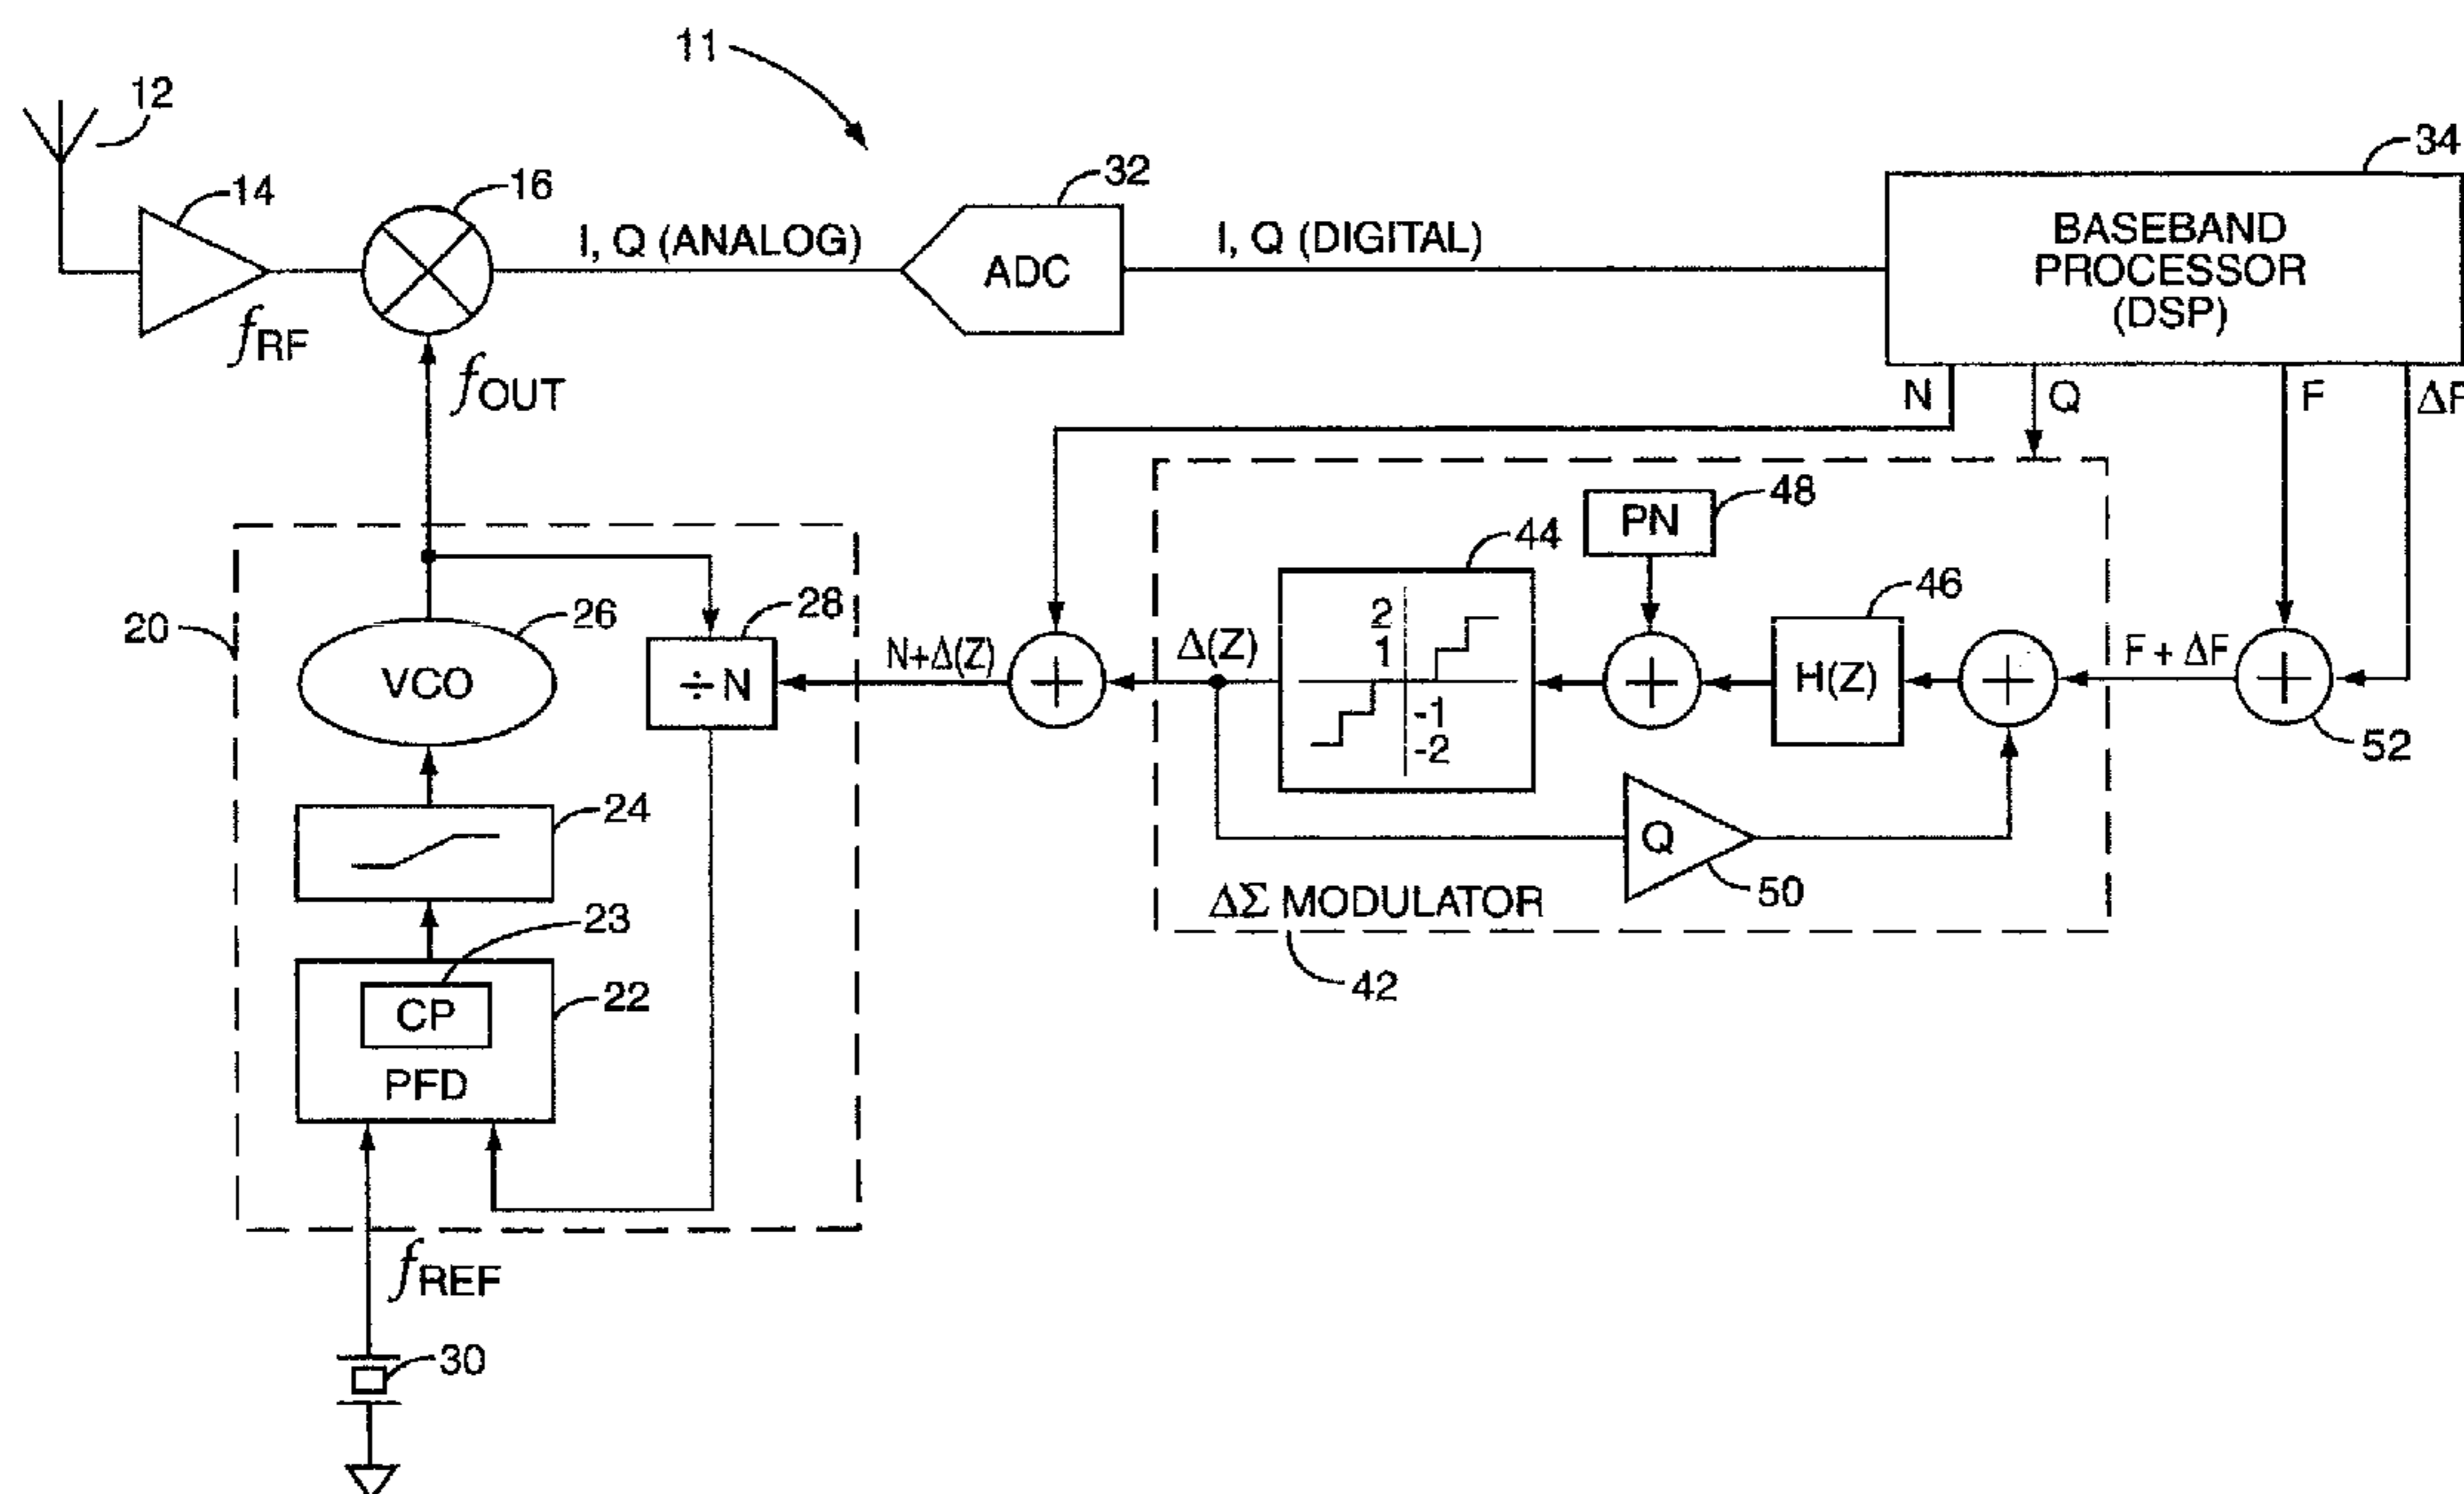 11
12
14
16
32
34
I, Q (ANALOG)
ADC
I, Q (DIGITAL)
BASEBAND
PROCESSOR
(DSP)
fRF
fOUT
N
Q
F
ΔF
20
26
VCO
28
÷ N
N+Δ(Z)
Δ(Z)
44
2
1
-1
-2
PN
48
46
H(Z)
F + ΔF
52
Q
50
ΔΣ MODULATOR
42
24
23
CP
22
PFD
fREF
30